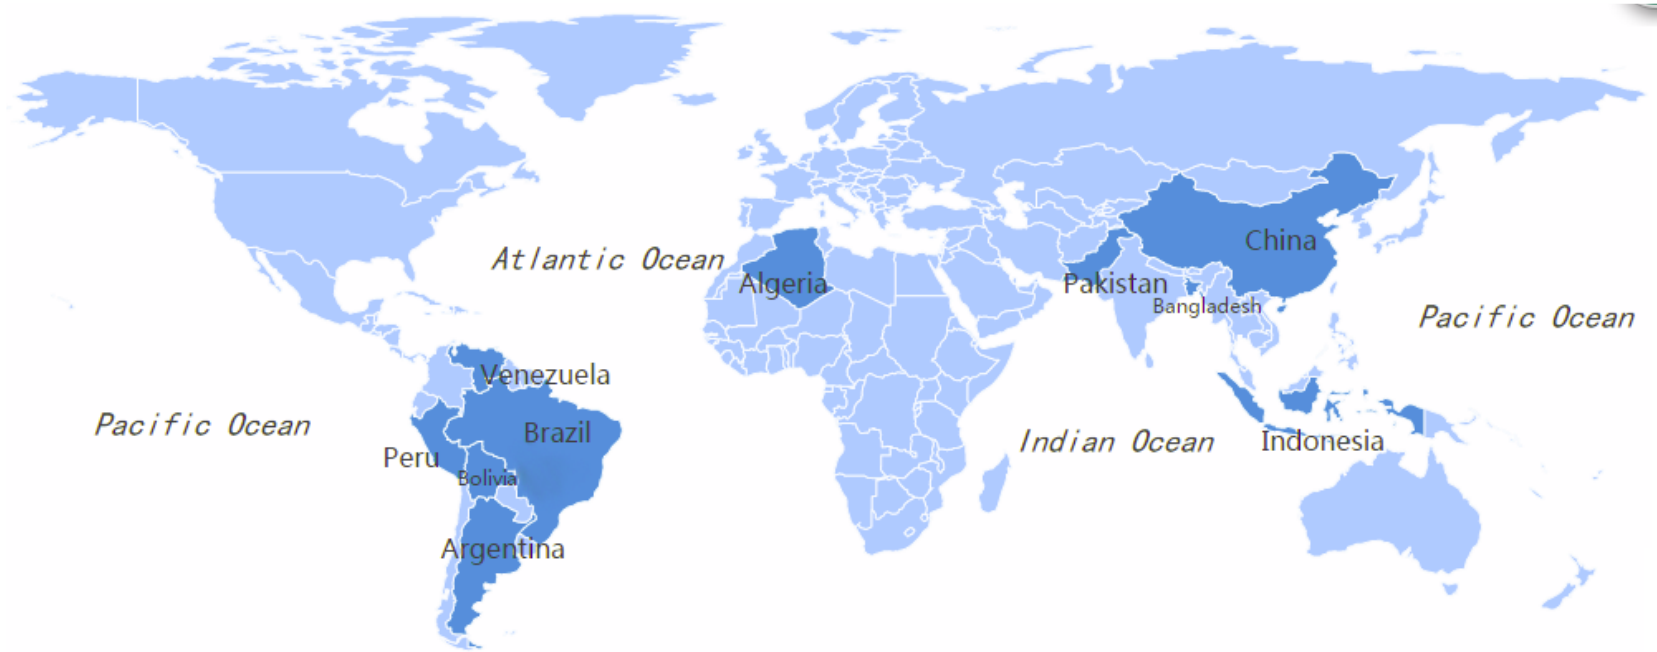 China
Atlantic Ocean
Algeria
Pakistan
Bangladesh
Pacific Ocean
Venezuela
Pacific Ocean
Brazil
Indian Ocean
Indonesia
Peru
Bolivia
Argentina